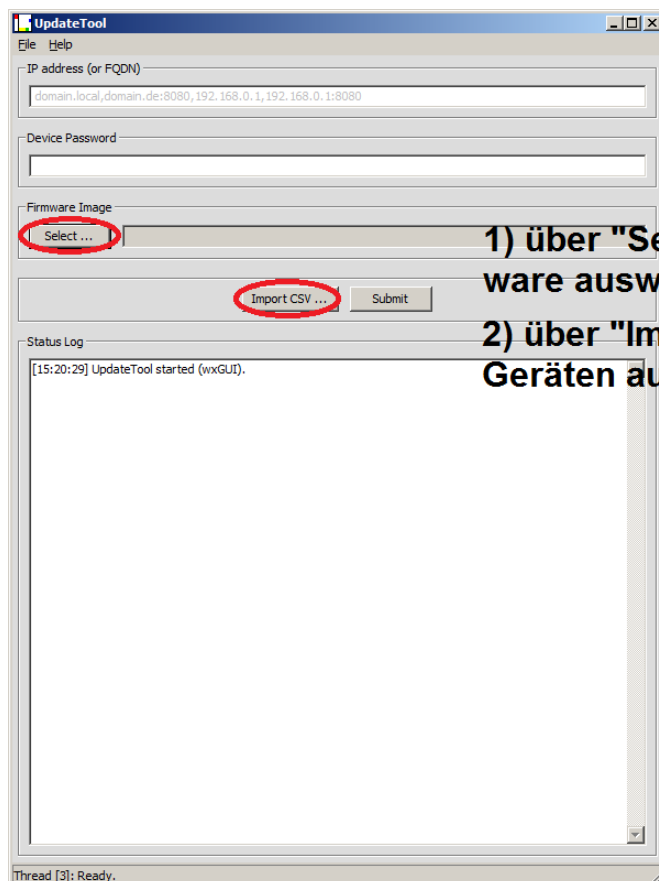 UpdateTool
File Help
IP address (or FQDN)
domain.local,domain.de:8080,192.168.0.1,192.168.0.1:8080
Device Password
Firmware Image
Select ...
1) über "Se
ware ausw
Import CSV ... Submit
2) über "Im
Geräten au
Status Log
[15:20:29] UpdateTool started (wxGUI).
Thread [3]: Ready.